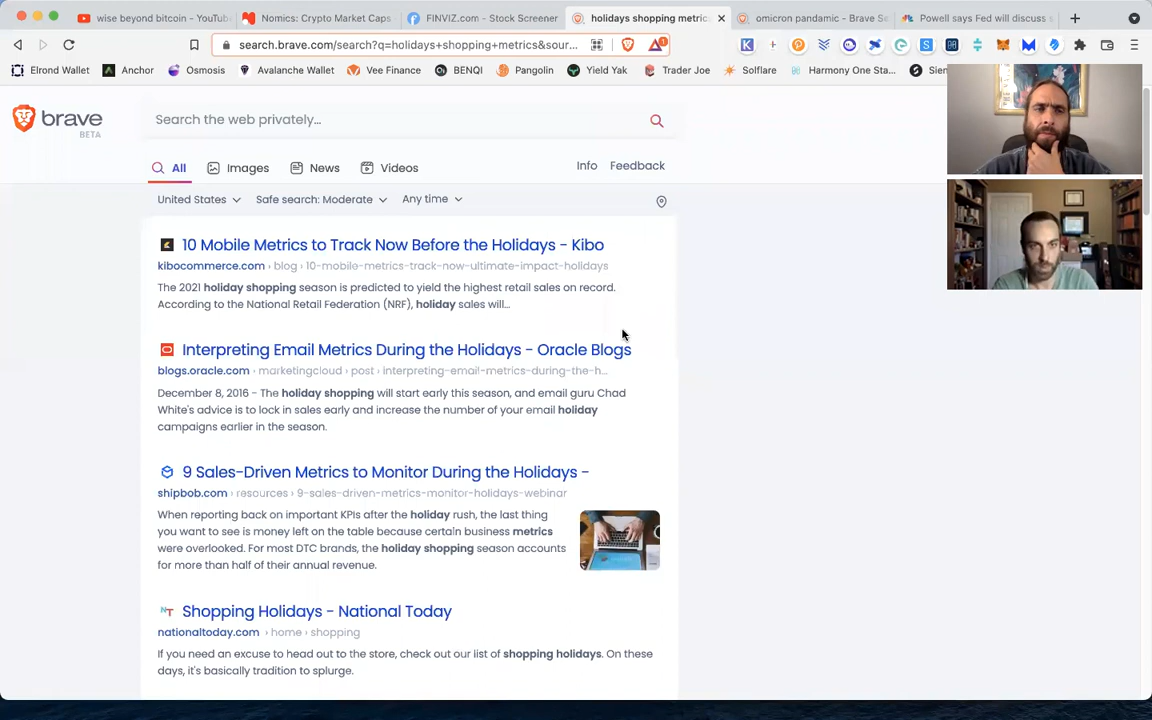 wise beyond bitcoin - YouTub
Nomics: Crypto Market Caps
FINVIZ.com - Stock Screener
holidays shopping metric
omicron pandemic - Brave Se
Powell says Fed will discuss
search.brave.com/search?q=holidays+shopping+metrics&sour...
Elrond Wallet
Anchor
Osmosis
Avalanche Wallet
Vee Finance
BENQI
Pangolin
Yield Yak
Trader Joe
Solflare
Harmony One Sta...
Sien
brave
BETA
Search the web privately...
All
Images
News
Videos
Info
Feedback
United States
Safe search: Moderate
Any time
10 Mobile Metrics to Track Now Before the Holidays - Kibo
kibocommerce.com › blog › 10-mobile-metrics-track-now-ultimate-impact-holidays
The 2021 holiday shopping season is predicted to yield the highest retail sales on record.
According to the National Retail Federation (NRF), holiday sales will...
Interpreting Email Metrics During the Holidays - Oracle Blogs
blogs.oracle.com › marketingcloud › post › interpreting-email-metrics-during-the-h...
December 8, 2016 - The holiday shopping will start early this season, and email guru Chad
White's advice is to lock in sales early and increase the number of your email holiday
campaigns earlier in the season.
9 Sales-Driven Metrics to Monitor During the Holidays -
shipbob.com › resources › 9-sales-driven-metrics-monitor-holidays-webinar
When reporting back on important KPIs after the holiday rush, the last thing
you want to see is money left on the table because certain business metrics
were overlooked. For most DTC brands, the holiday shopping season accounts
for more than half of their annual revenue.
Shopping Holidays - National Today
nationaltoday.com › home › shopping
If you need an excuse to head out to the store, check out our list of shopping holidays. On these
days, it's basically tradition to splurge.